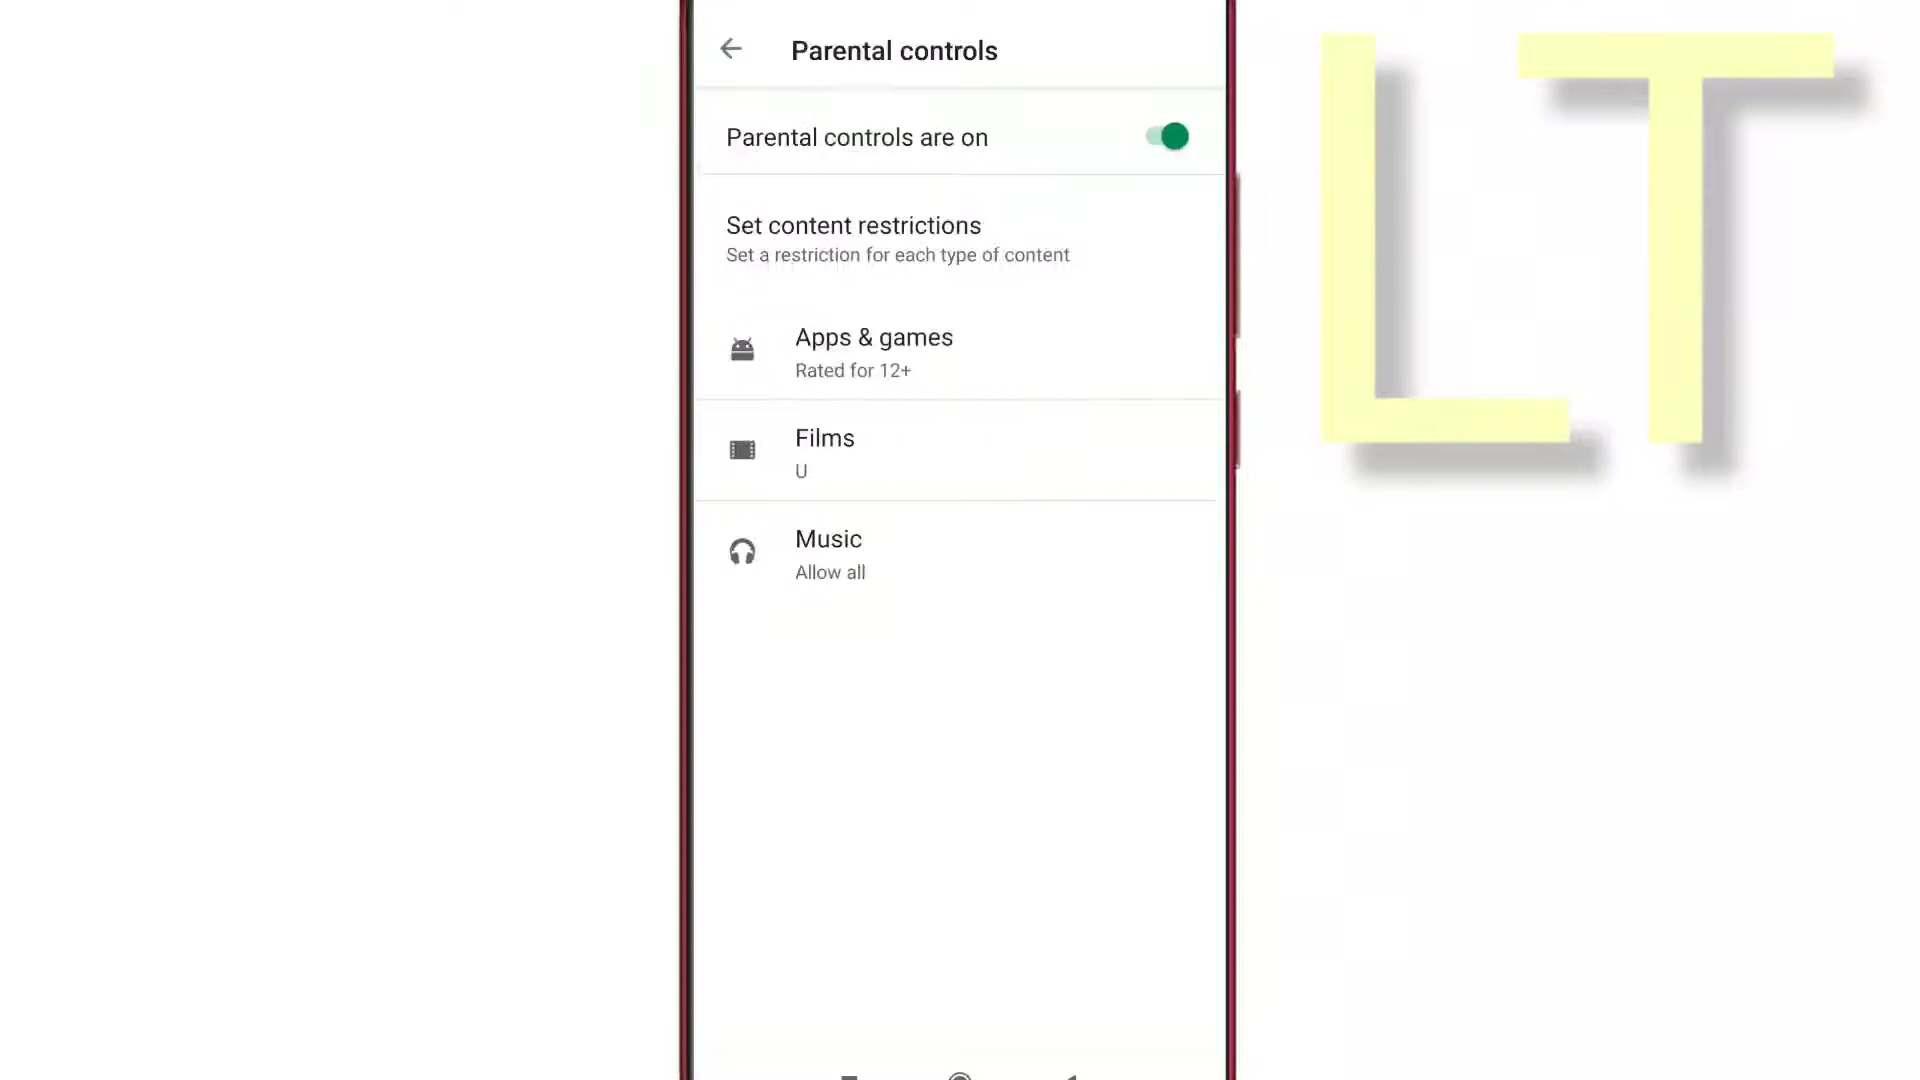 Parental controls
Parental controls are on
Set content restrictions
Set a restriction for each type of content
Apps & games
Rated for 12+
Films
U
Music
Allow all
LT